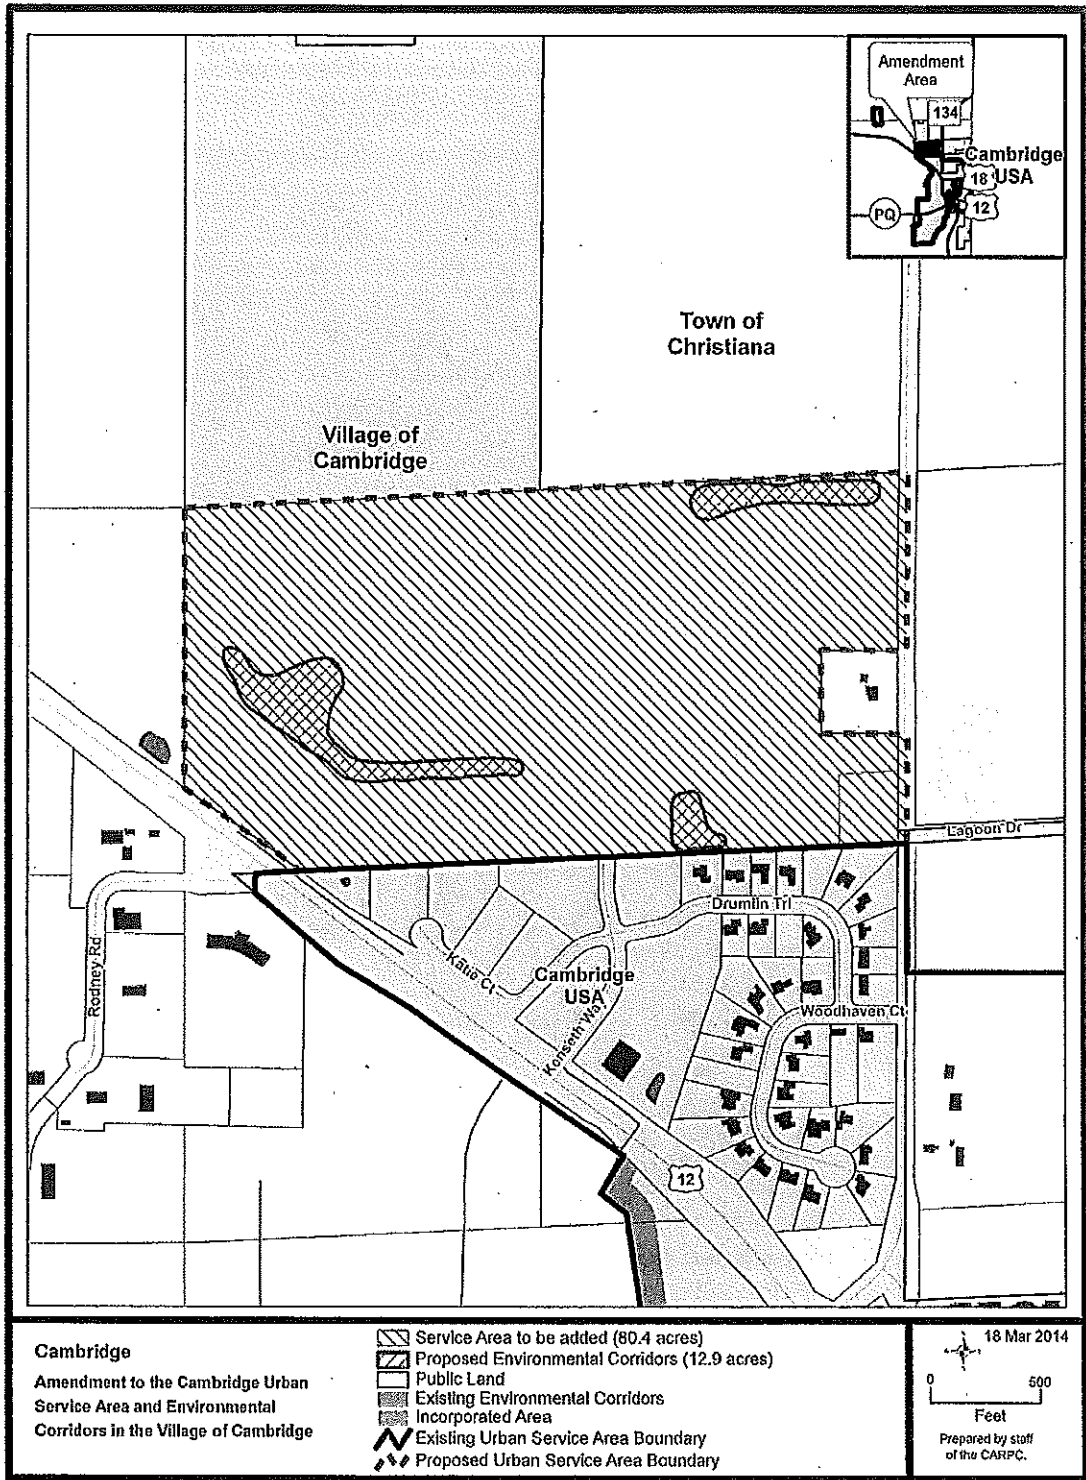 Amendment
Area
134
Cambridge
USA
18
12
PQ
Town of
Christiana
Village of
Cambridge
Lagoon Dr
Drumlin Trl
Katie Ct
Cambridge
USA
Woodhaven Ct
Rodney Rd
Konseth Way
12
Cambridge
Amendment to the Cambridge Urban
Service Area and Environmental
Corridors in the Village of Cambridge
Service Area to be added (80.4 acres)
Proposed Environmental Corridors (12.9 acres)
Public Land
Existing Environmental Corridors
Incorporated Area
Existing Urban Service Area Boundary
Proposed Urban Service Area Boundary
18 Mar 2014
0 500
Feet
Prepared by staff
of the CARPC.